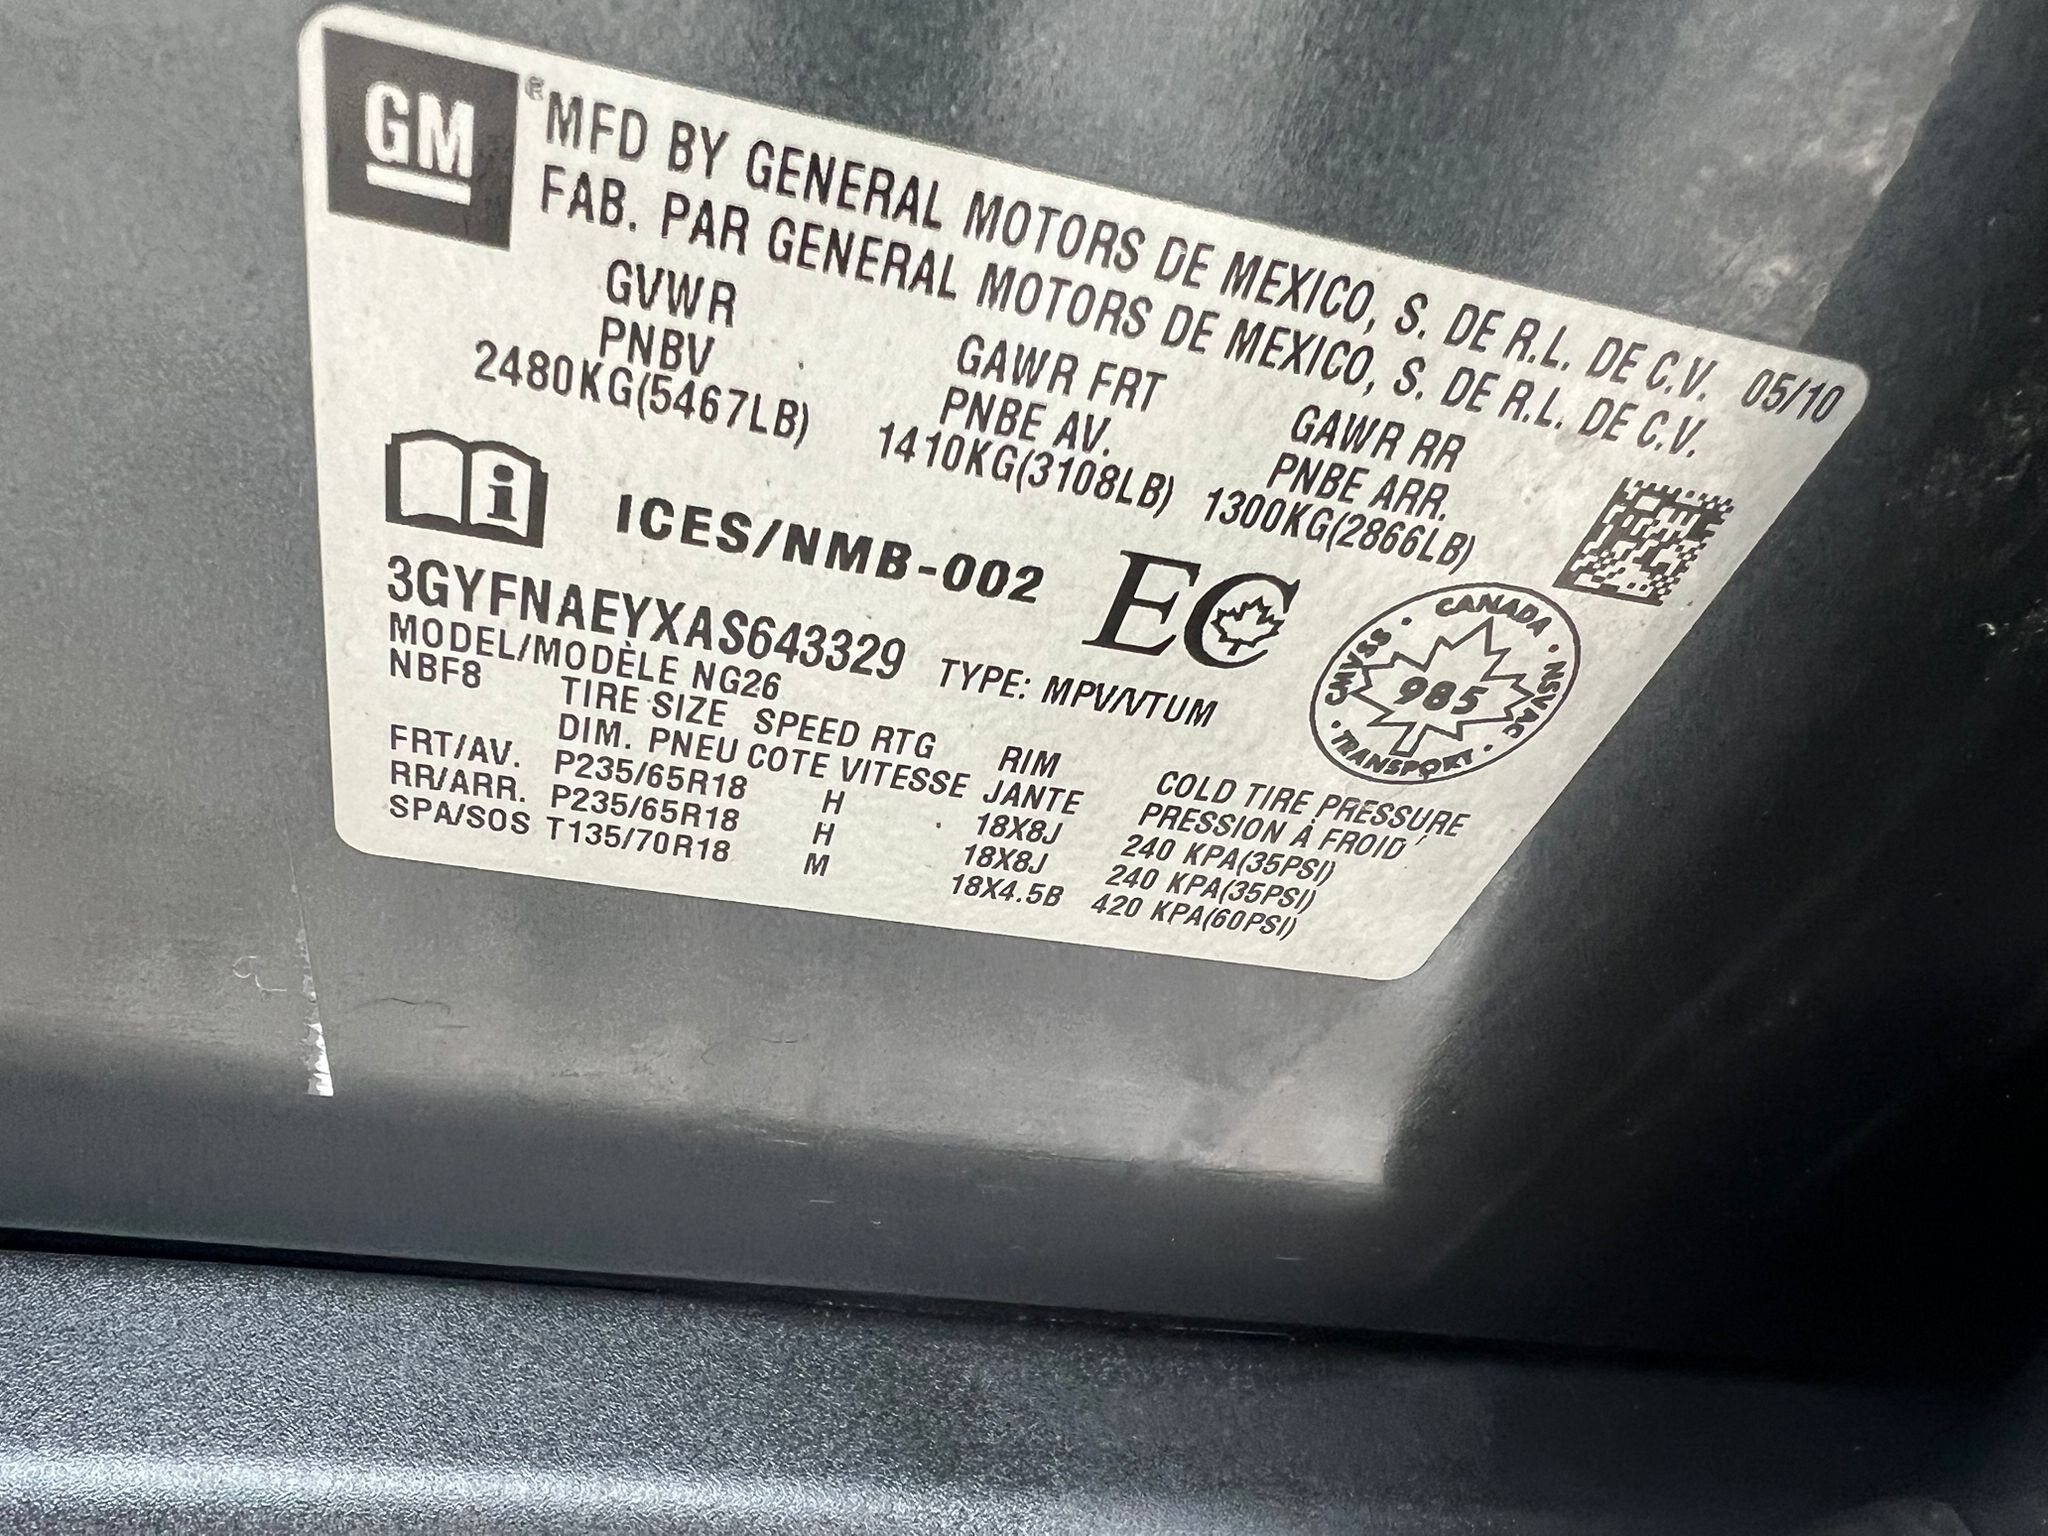 GM® MFD BY GENERAL MOTORS DE MEXICO, S. DE R.L. DE C.V. 05/10
FAB. PAR GENERAL MOTORS DE MEXICO, S. DE R.L. DE C.V.
GVWR GAWR FRT GAWR RR
PNBV PNBE AV. PNBE ARR.
2480KG(5467LB) 1410KG(3108LB) 1300KG(2866LB)
i ICES/NMB-002 EC
3GYFNAEYXAS643329 TYPE: MPV/VTUM
MODEL/MODÈLE NG26
NBF8 TIRE SIZE SPEED RTG RIM COLD TIRE PRESSURE
DIM. PNEU COTE VITESSE JANTE PRESSION À FROID
FRT/AV. P235/65R18 H 18X8J 240 KPA(35PSI)
RR/ARR. P235/65R18 H 18X8J 240 KPA(35PSI)
SPA/SOS T135/70R18 M 18X4.5B 420 KPA(60PSI)
CANADA · NSVAC · TRANSPORT · CMVSS ·
985